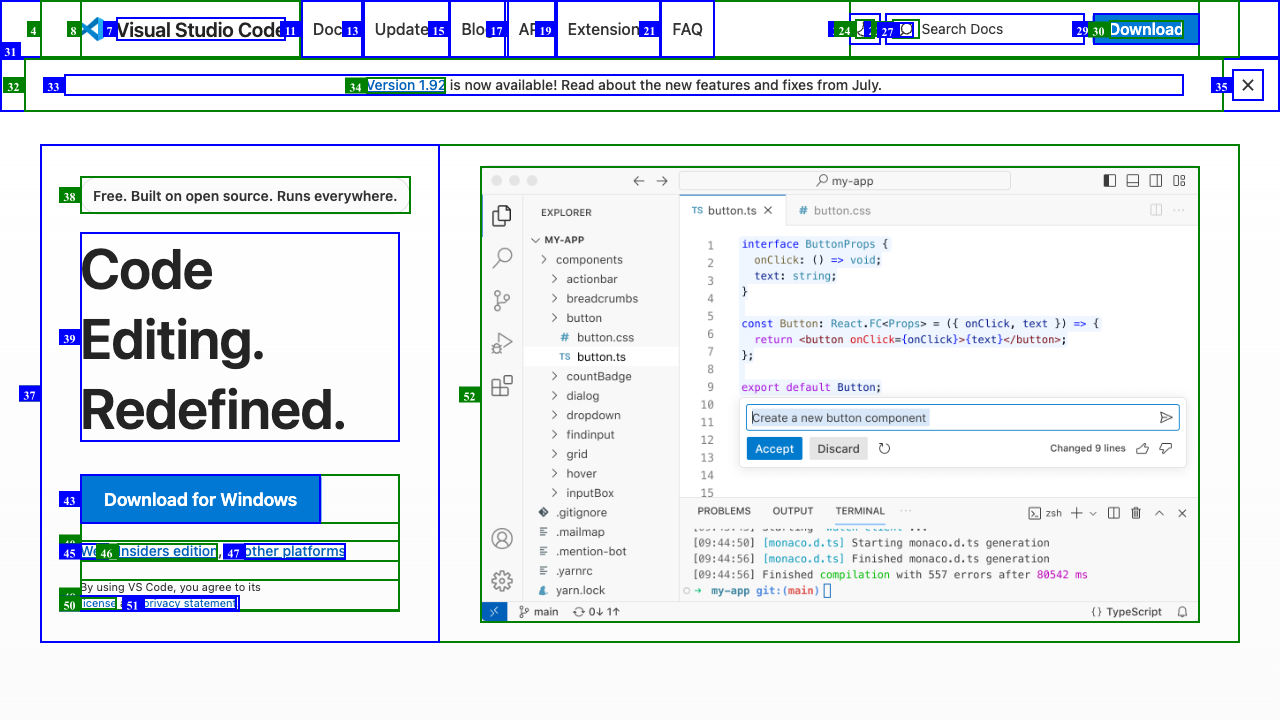 4 8 7 Visual Studio Code 11 Doc 13 Update 15 Blo 17 AP 19 Extension 21 FAQ 24 27 Search Docs 29 30 Download
31
32 33 34 Version 1.92 is now available! Read about the new features and fixes from July. 35
38 Free. Built on open source. Runs everywhere.
37
39 Code
Editing.
Redefined.
43 Download for Windows
45 We 46 Insiders edition, 47 other platforms
By using VS Code, you agree to its
50 license 51 privacy statement
52
my-app
EXPLORER
MY-APP
components
actionbar
breadcrumbs
button
# button.css
TS button.ts
countBadge
dialog
dropdown
findinput
grid
hover
inputBox
.gitignore
.mailmap
.mention-bot
.yarnrc
yarn.lock
TS button.ts # button.css
1 interface ButtonProps {
2 onClick: () => void;
3 text: string;
4 }
5
6 const Button: React.FC<Props> = ({ onClick, text }) => {
7 return <button onClick={onClick}>{text}</button>;
8 };
9 export default Button;
10
11
12
13
14
15
Create a new button component
Accept Discard Changed 9 lines
PROBLEMS OUTPUT TERMINAL ··· zsh
[09:44:50] [monaco.d.ts] Starting monaco.d.ts generation
[09:44:56] [monaco.d.ts] Finished monaco.d.ts generation
[09:44:56] Finished compilation with 557 errors after 80542 ms
my-app git:(main)
main 0↓ 1↑ {} TypeScript